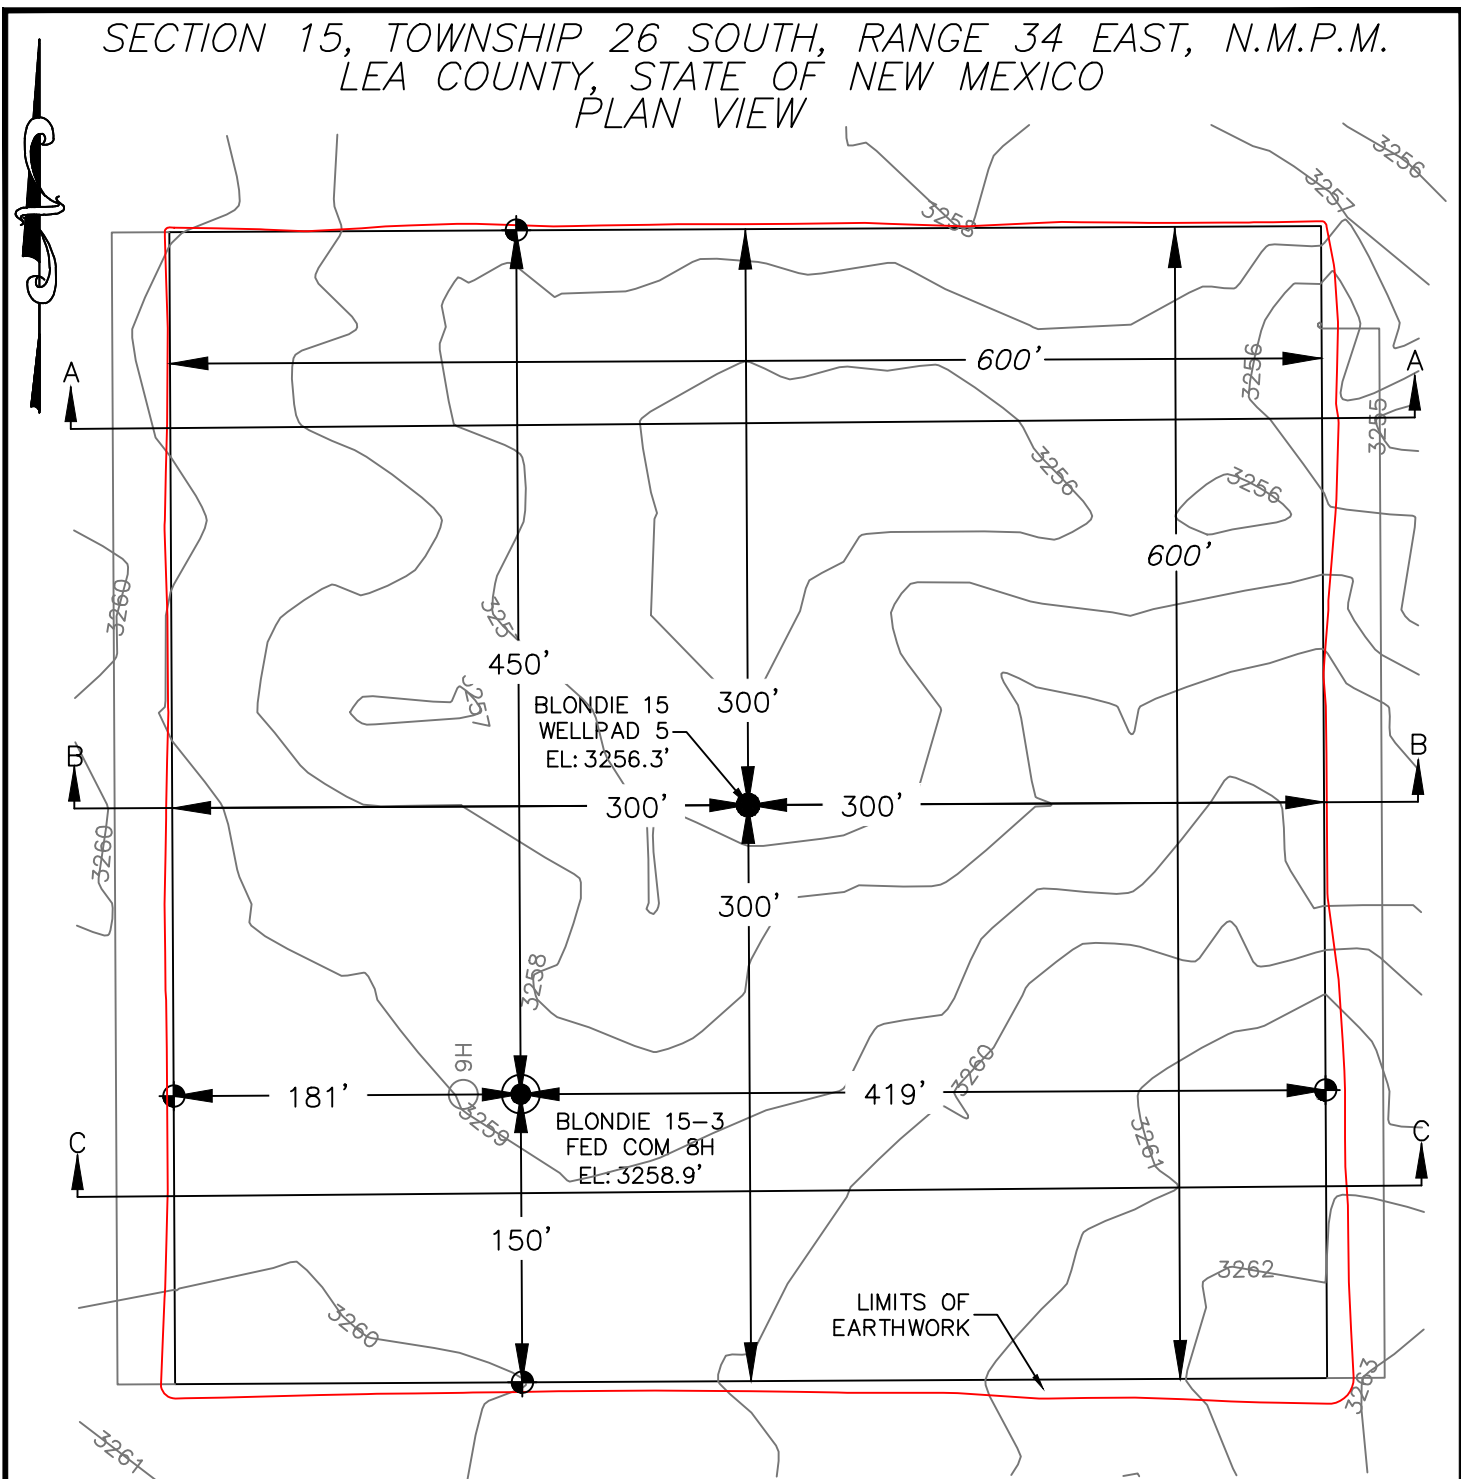 SECTION 15, TOWNSHIP 26 SOUTH, RANGE 34 EAST, N.M.P.M.
LEA COUNTY, STATE OF NEW MEXICO
PLAN VIEW
3256
3257
3258
600'
A
A
3256
3255
3256
3256
600'
3260
450'
3257
300'
BLONDIE 15
WELLPAD 5
EL: 3256.3'
B
B
300'
300'
3260
300'
3258
9H
3260
181'
419'
3259
BLONDIE 15-3
FED COM 8H
EL: 3258.9'
3261
C
C
150'
3262
LIMITS OF
EARTHWORK
3260
3263
3261